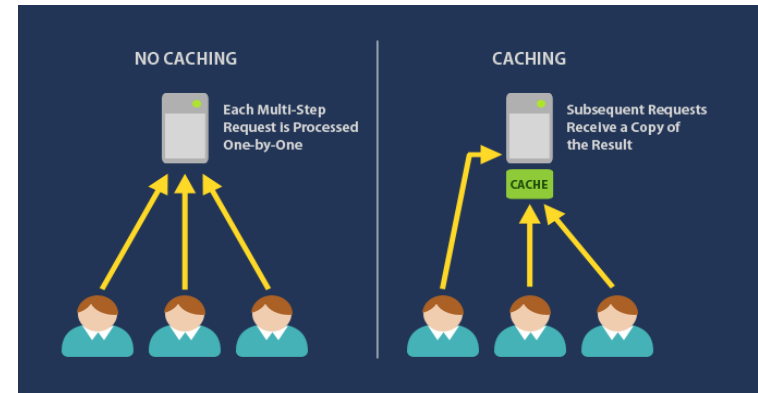 NO CACHING
Each Multi-Step
Request is Processed
One-by-One
CACHING
Subsequent Requests
Receive a Copy of
the Result
CACHE